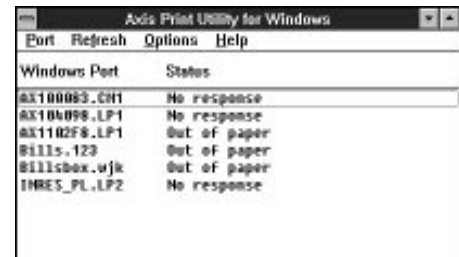 Axis Print Utility for Windows
Port Refresh Options Help
Windows Port Status
AX100083.CH1 No response
AX104098.LP1 No response
AX1102F8.LP1 Out of paper
Bills.123 Out of paper
Billsbox.wjk Out of paper
INRES_PL.LP2 No response